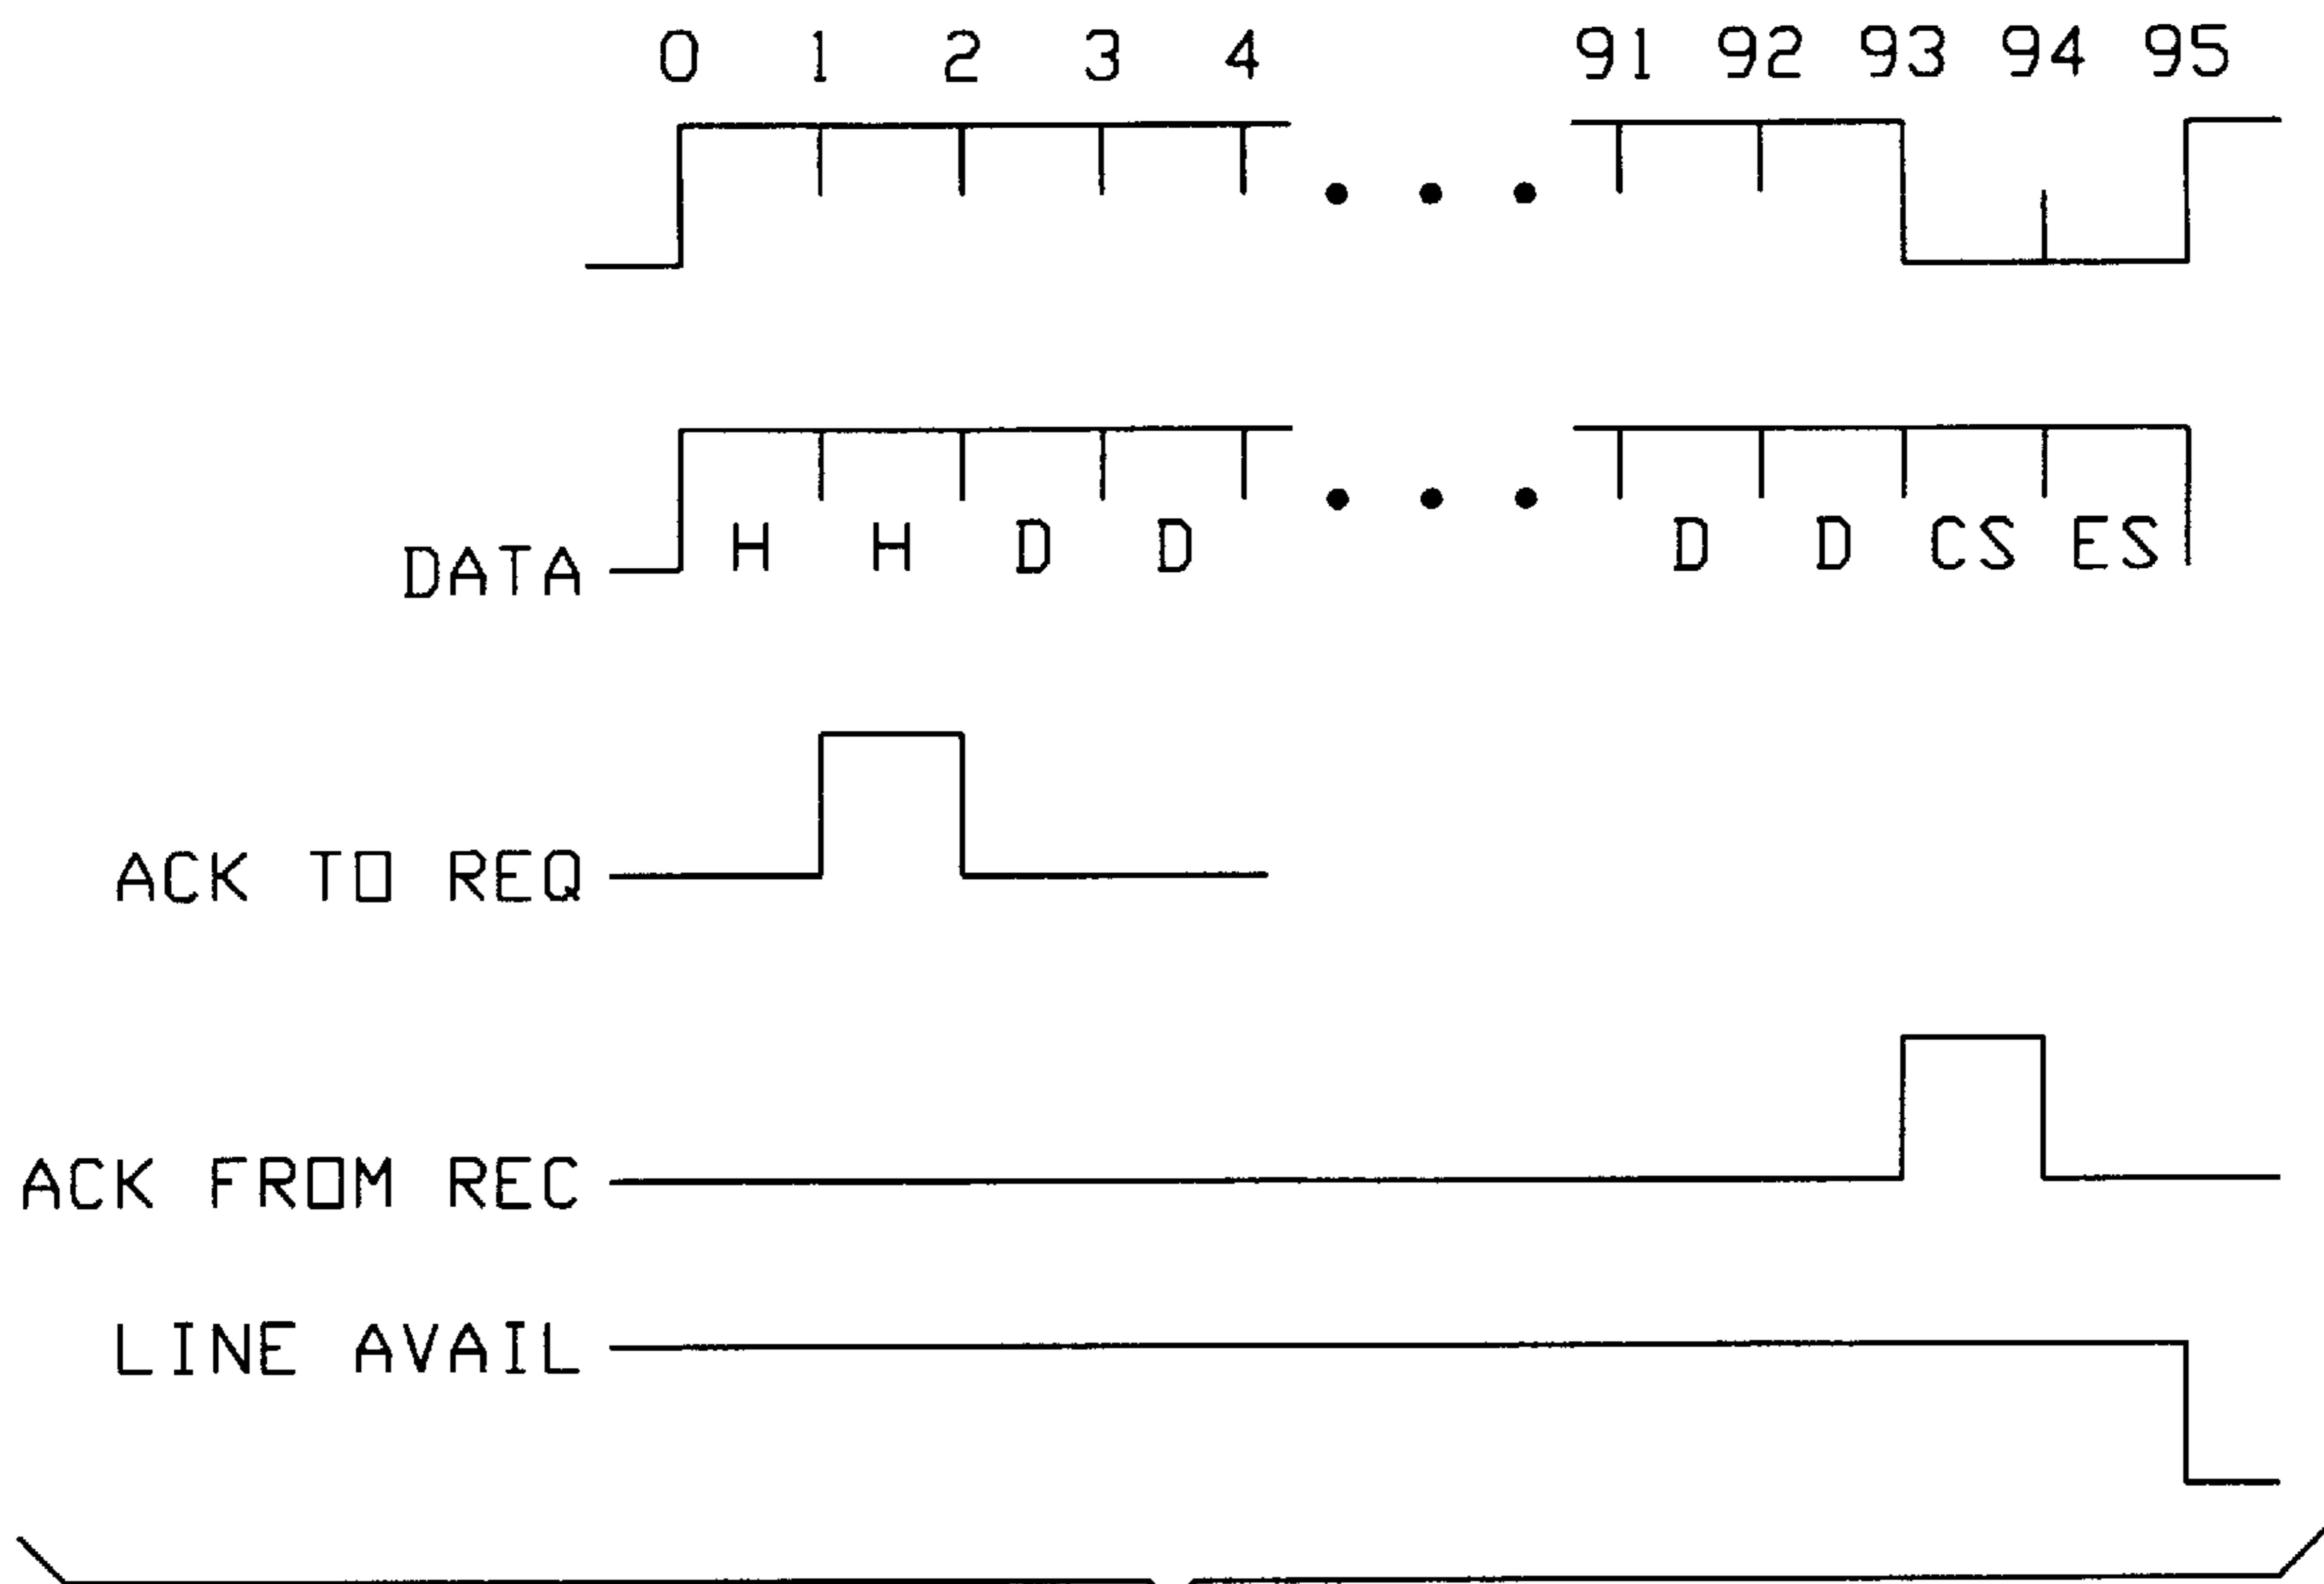 0 1 2 3 4 91 92 93 94 95
DATA H H D D D D CS ES
ACK TO REQ
ACK FROM REC
LINE AVAIL